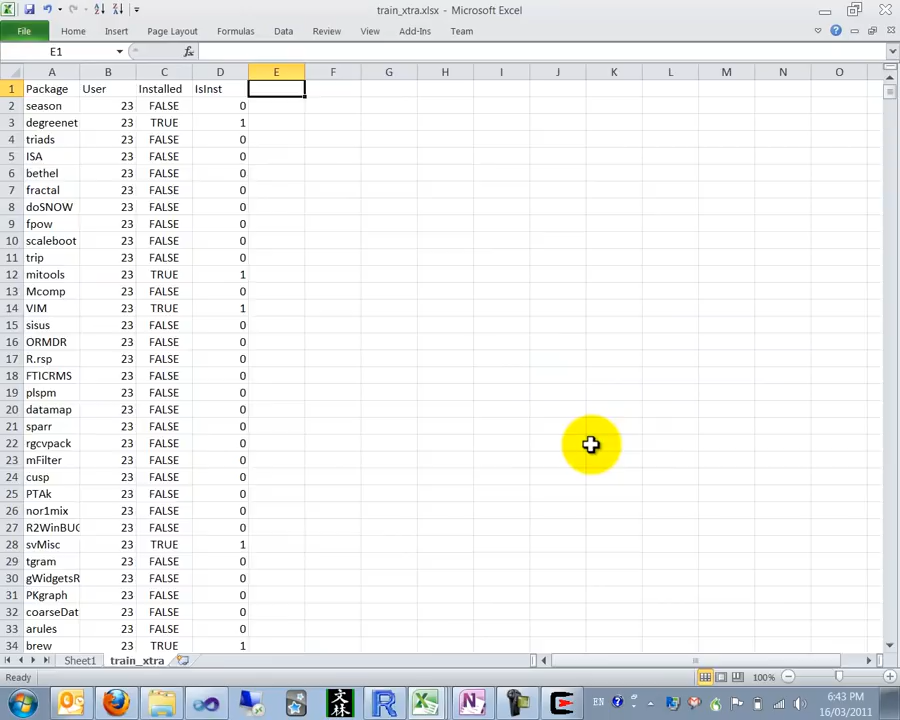 train_xtra.xlsx - Microsoft Excel
File Home Insert Page Layout Formulas Data Review View Add-Ins Team
E1 fx
A B C D E F G H I J K L M N O
1 Package User Installed IsInst
2 season 23 FALSE 0
3 degreenet 23 TRUE 1
4 triads 23 FALSE 0
5 ISA 23 FALSE 0
6 bethel 23 FALSE 0
7 fractal 23 FALSE 0
8 doSNOW 23 FALSE 0
9 fpow 23 FALSE 0
10 scaleboot 23 FALSE 0
11 trip 23 FALSE 0
12 mitools 23 TRUE 1
13 Mcomp 23 FALSE 0
14 VIM 23 TRUE 1
15 sisus 23 FALSE 0
16 ORMDR 23 FALSE 0
17 R.rsp 23 FALSE 0
18 FTICRMS 23 FALSE 0
19 plspm 23 FALSE 0
20 datamap 23 FALSE 0
21 sparr 23 FALSE 0
22 rgcvpack 23 FALSE 0
23 mFilter 23 FALSE 0
24 cusp 23 FALSE 0
25 PTAk 23 FALSE 0
26 nor1mix 23 FALSE 0
27 R2WinBUG 23 FALSE 0
28 svMisc 23 TRUE 1
29 tgram 23 FALSE 0
30 gWidgetsR 23 FALSE 0
31 PKgraph 23 FALSE 0
32 coarseDat 23 FALSE 0
33 arules 23 FALSE 0
34 brew 23 TRUE 1
Sheet1 train_xtra
Ready 100%
EN 6:43 PM
16/03/2011